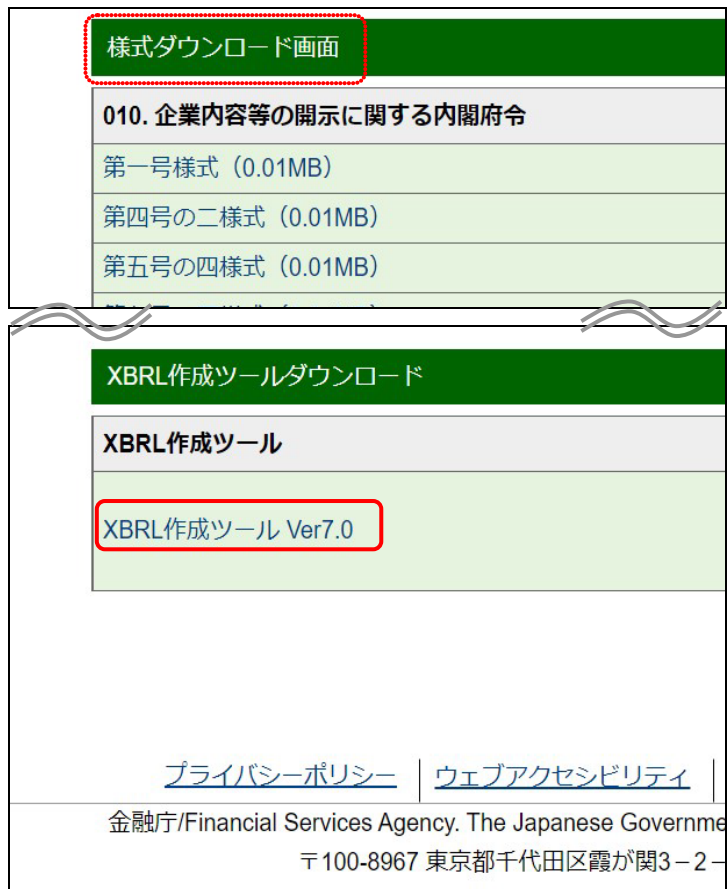 様式ダウンロード画面
010. 企業内容等の開示に関する内閣府令
第一号様式（0.01MB）
第四号の二様式（0.01MB）
第五号の四様式（0.01MB）
XBRL作成ツールダウンロード
XBRL作成ツール
XBRL作成ツール Ver7.0
プライバシーポリシー
ウェブアクセシビリティ
金融庁/Financial Services Agency. The Japanese Governme
〒100-8967 東京都千代田区霞が関3－2－